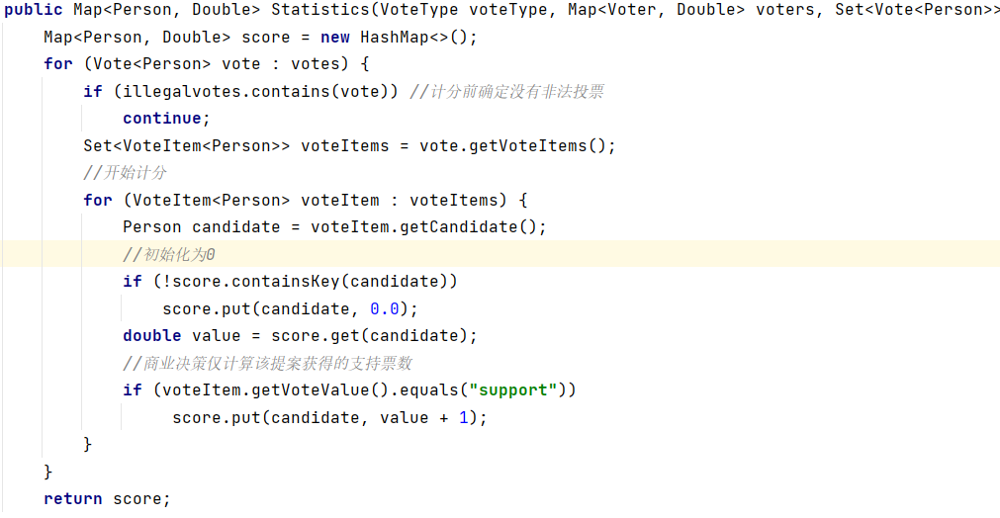 public Map<Person, Double> Statistics(VoteType voteType, Map<Voter, Double> voters, Set<Vote<Person>>
    Map<Person, Double> score = new HashMap<>();
    for (Vote<Person> vote : votes) {
        if (illegalvotes.contains(vote)) //计分前确定没有非法投票
            continue;
        Set<VoteItem<Person>> voteItems = vote.getVoteItems();
        //开始计分
        for (VoteItem<Person> voteItem : voteItems) {
            Person candidate = voteItem.getCandidate();
            //初始化为0
            if (!score.containsKey(candidate))
                score.put(candidate, 0.0);
            double value = score.get(candidate);
            //商业决策仅计算该提案获得的支持票数
            if (voteItem.getVoteValue().equals("support"))
                 score.put(candidate, value + 1);
        }
    }
    return score;